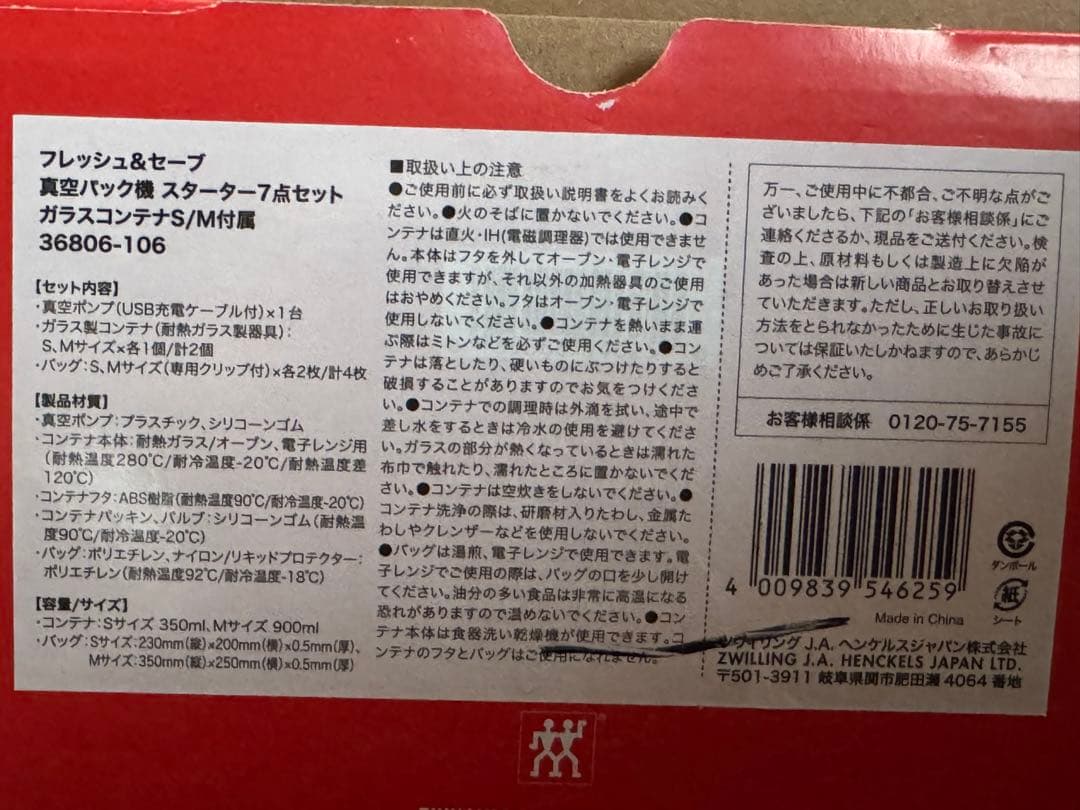 フレッシュ&セーブ
真空パック機 スターター7点セット
ガラスコンテナS/M付属
36806-106
【セット内容】
・真空ポンプ(USB充電ケーブル付)×1台
・ガラス製コンテナ(耐熱ガラス製器具):
S、Mサイズ×各1個/計2個
・バッグ:S、Mサイズ(専用クリップ付)×各2枚/計4枚
【製品材質】
・真空ポンプ:プラスチック、シリコーンゴム
・コンテナ本体:耐熱ガラス/オーブン、電子レンジ用
(耐熱温度280℃/耐冷温度-20℃/耐熱温度差
120℃)
・コンテナフタ:ABS樹脂(耐熱温度90℃/耐冷温度-20℃)
・コンテナパッキン、バルブ:シリコーンゴム(耐熱温
度90℃/耐冷温度-20℃)
・バッグ:ポリエチレン、ナイロン/リキッドプロテクター:
ポリエチレン(耐熱温度92℃/耐冷温度-18℃)
【容量/サイズ】
・コンテナ:Sサイズ 350ml、Mサイズ 900ml
・バッグ:Sサイズ:230mm(縦)×200mm(横)×0.5mm(厚)、
Mサイズ:350mm(縦)×250mm(横)×0.5mm(厚)
■取扱い上の注意
●ご使用前に必ず取扱い説明書をよくお読みく
ださい。●火のそばに置かないでください。●コ
ンテナは直火・IH(電磁調理器)では使用できませ
ん。本体はフタを外してオーブン・電子レンジで
使用できますが、それ以外の加熱器具のご使用
はおやめください。フタはオーブン・電子レンジで
使用しないでください。●コンテナを熱いまま運
ぶ際はミトンなどを必ずご使用ください。●コン
テナは落としたり、硬いものにぶつけたりすると
破損することがありますのでお気をつけくださ
い。●コンテナでの調理時は外滴を拭い、途中で
差し水をするときは冷水の使用を避けてくださ
い。ガラスの部分が熱くなっているときは濡れた
布巾で触れたり、濡れたところに置かないでくだ
さい。●コンテナは空炊きをしないでください。●
コンテナ洗浄の際は、研磨材入りたわし、金属た
わしやクレンザーなどを使用しないでください。
●バッグは湯煎、電子レンジで使用できます。電
子レンジでご使用の際は、バッグの口を少し開け
てください。油分の多い食品は非常に高温になる
恐れがありますので温めないでください。●コン
テナ本体は食器洗い乾燥機が使用できます。コ
ンテナのフタとバッグはご使用になれません。
万一、ご使用中に不都合、ご不明な点がご
ざいましたら、下記の「お客様相談係」にご
連絡くださるか、現品をご送付ください。検
査の上、原材料もしくは製造上に欠陥が
あった場合は新しい商品とお取り替えさせ
ていただきます。ただし、正しいお取り扱い
方法をとられなかったために生じた事故に
ついては保証いたしかねますので、あらかじ
めご了承ください。
お客様相談係 0120-75-7155
4 009839 546259
ダンボール
紙
シート
Made in China
ツヴィリング J.A. ヘンケルスジャパン株式会社
ZWILLING J.A. HENCKELS JAPAN LTD.
〒501-3911 岐阜県関市肥田瀬 4064 番地